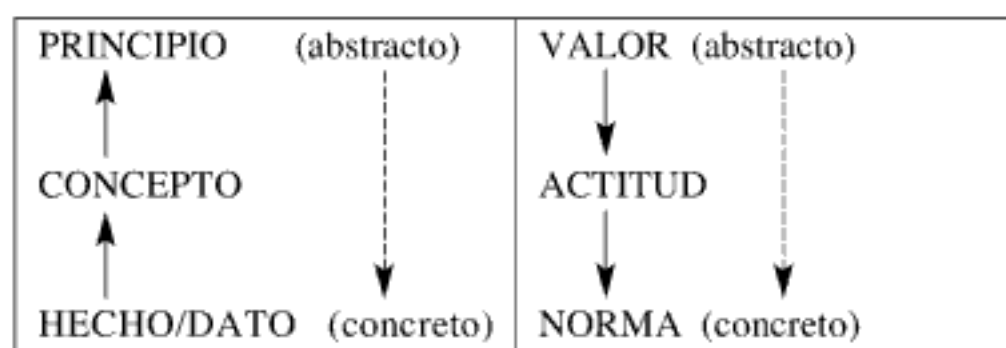 PRINCIPIO (abstracto)
CONCEPTO
HECHO/DATO (concreto)
VALOR (abstracto)
ACTITUD
NORMA (concreto)